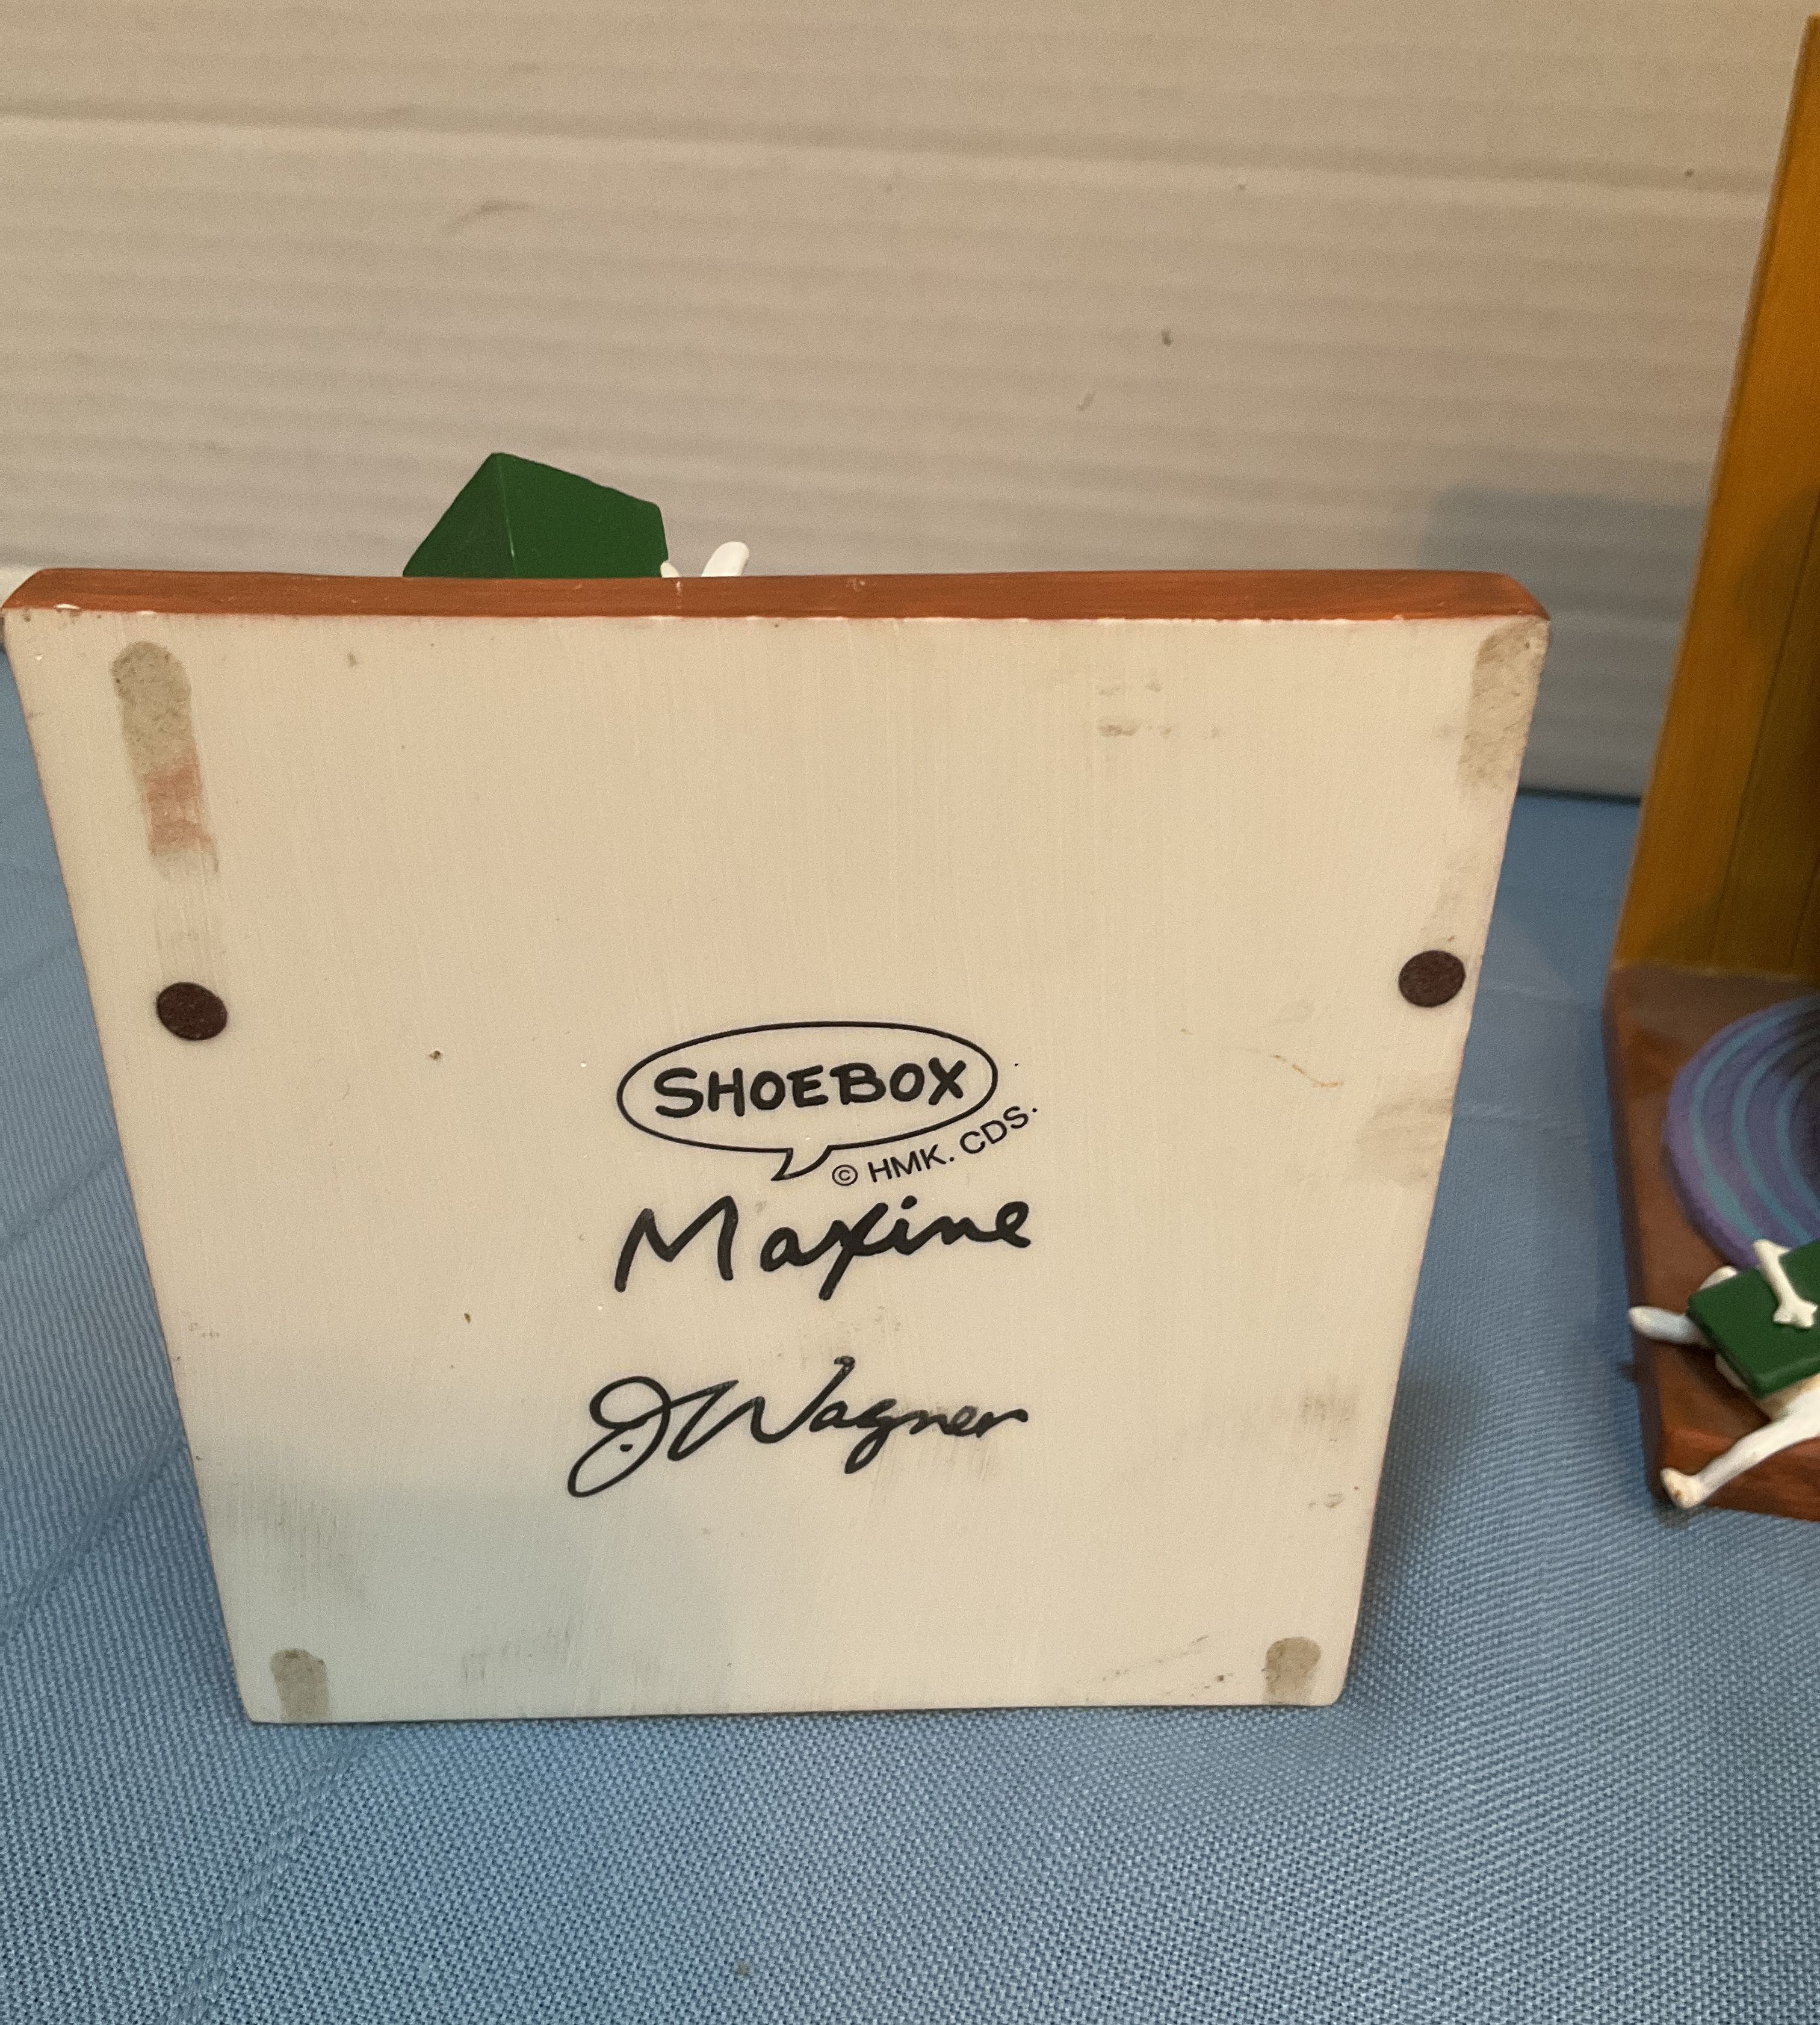 SHOEBOX
© HMK. CDS.
Maxine
J Wagner